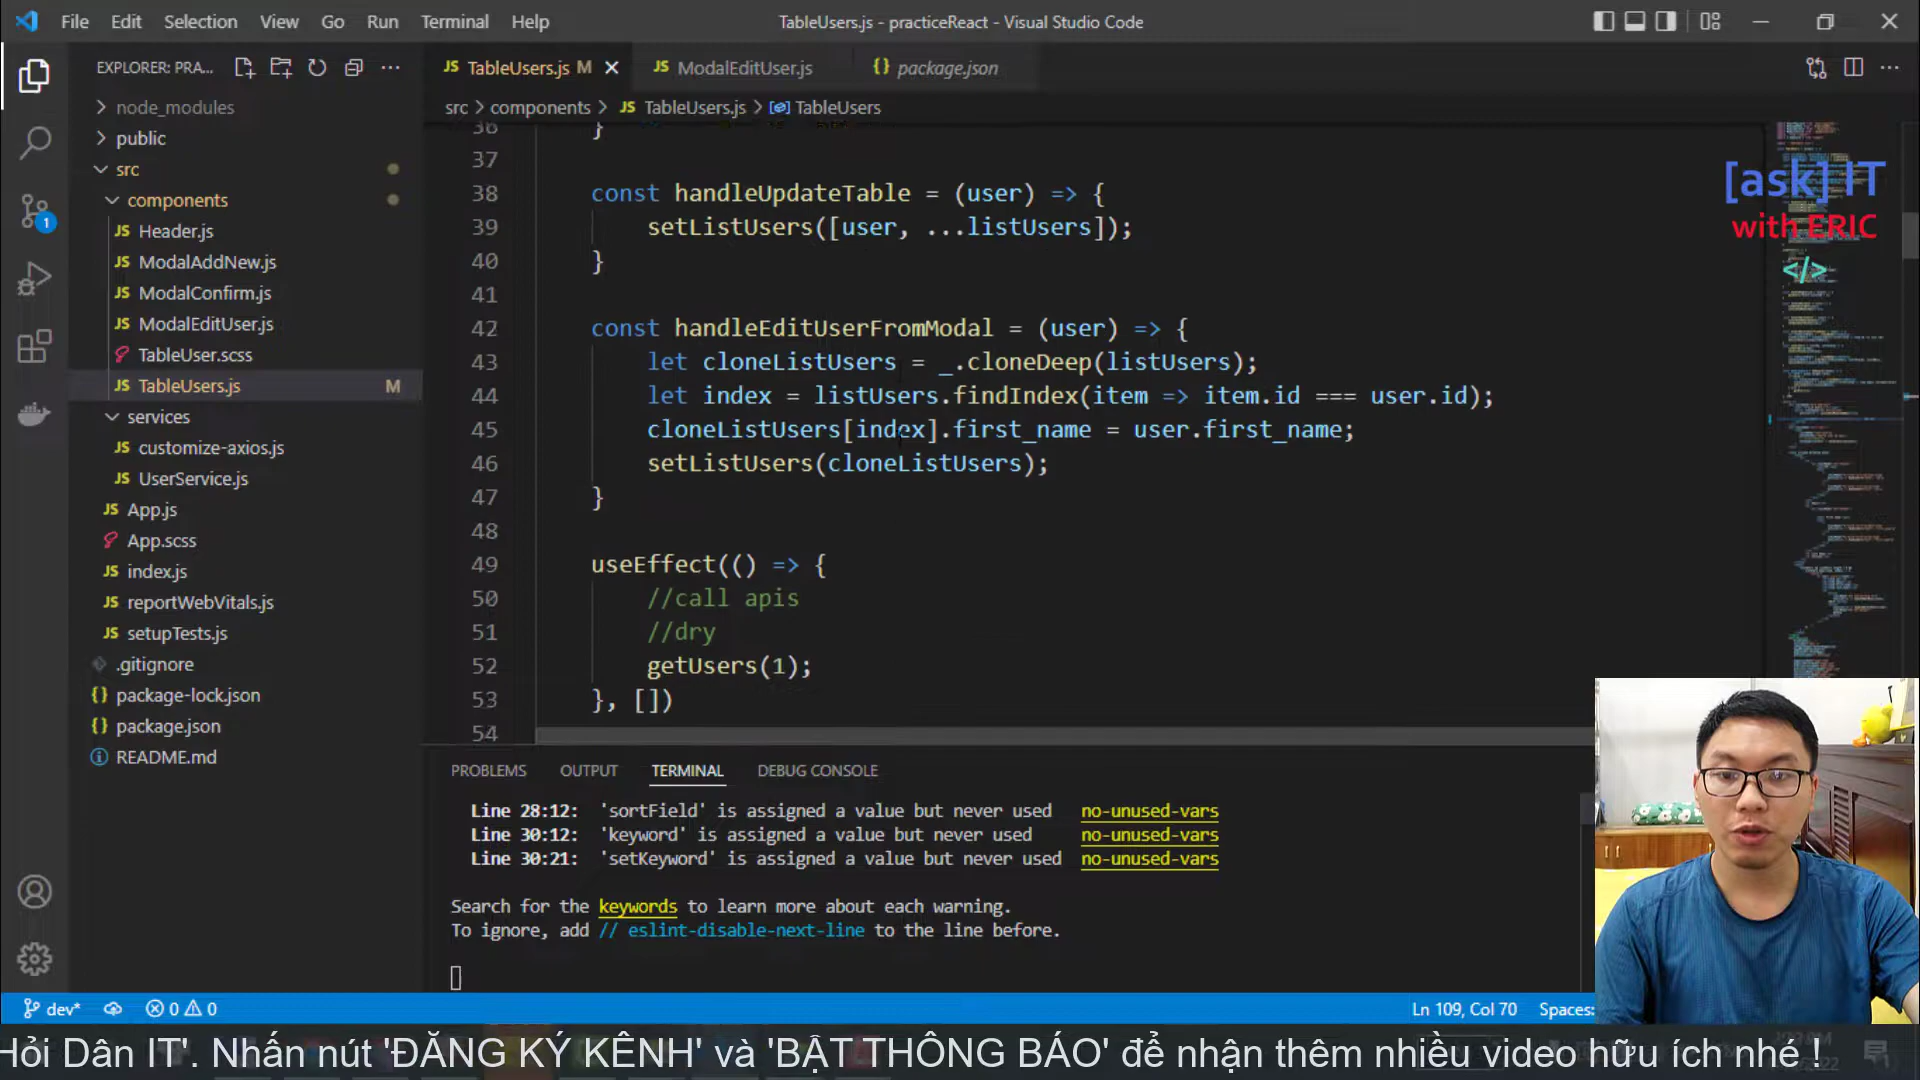 File Edit Selection View Go Run Terminal Help
TableUsers.js - practiceReact - Visual Studio Code
EXPLORER: PRA...
TableUsers.js M
ModalEditUser.js
package.json
src > components > JS TableUsers.js > TableUsers
node_modules
public
src
components
JS Header.js
JS ModalAddNew.js
JS ModalConfirm.js
JS ModalEditUser.js
TableUser.scss
JS TableUsers.js M
services
JS customize-axios.js
JS UserService.js
JS App.js
App.scss
JS index.js
JS reportWebVitals.js
JS setupTests.js
.gitignore
{} package-lock.json
{} package.json
README.md
1
36 }
37
38 const handleUpdateTable = (user) => {
39 setListUsers([user, ...listUsers]);
40 }
41
42 const handleEditUserFromModal = (user) => {
43 let cloneListUsers = _.cloneDeep(listUsers);
44 let index = listUsers.findIndex(item => item.id === user.id);
45 cloneListUsers[index].first_name = user.first_name;
46 setListUsers(cloneListUsers);
47 }
48
49 useEffect(() => {
50 //call apis
51 //dry
52 getUsers(1);
53 }, [])
54
[ask] IT
with ERIC
</>
PROBLEMS OUTPUT TERMINAL DEBUG CONSOLE
Line 28:12: 'sortField' is assigned a value but never used no-unused-vars
Line 30:12: 'keyword' is assigned a value but never used no-unused-vars
Line 30:21: 'setKeyword' is assigned a value but never used no-unused-vars
Search for the keywords to learn more about each warning.
To ignore, add // eslint-disable-next-line to the line before.
dev* 0 0
Ln 109, Col 70 Spaces:
Hỏi Dân IT'. Nhấn nút 'ĐĂNG KÝ KÊNH' và 'BẬT THÔNG BÁO' để nhận thêm nhiều video hữu ích nhé !